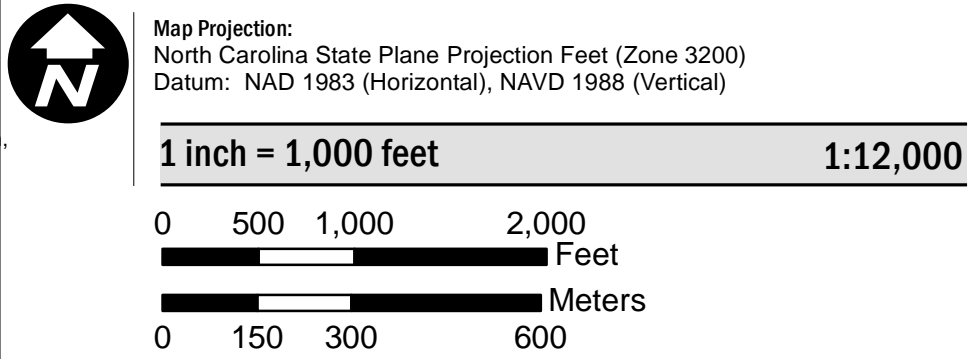 N
Map Projection:
North Carolina State Plane Projection Feet (Zone 3200)
Datum: NAD 1983 (Horizontal), NAVD 1988 (Vertical)
1 inch = 1,000 feet 1:12,000
0 500 1,000 2,000
Feet
Meters
0 150 300 600